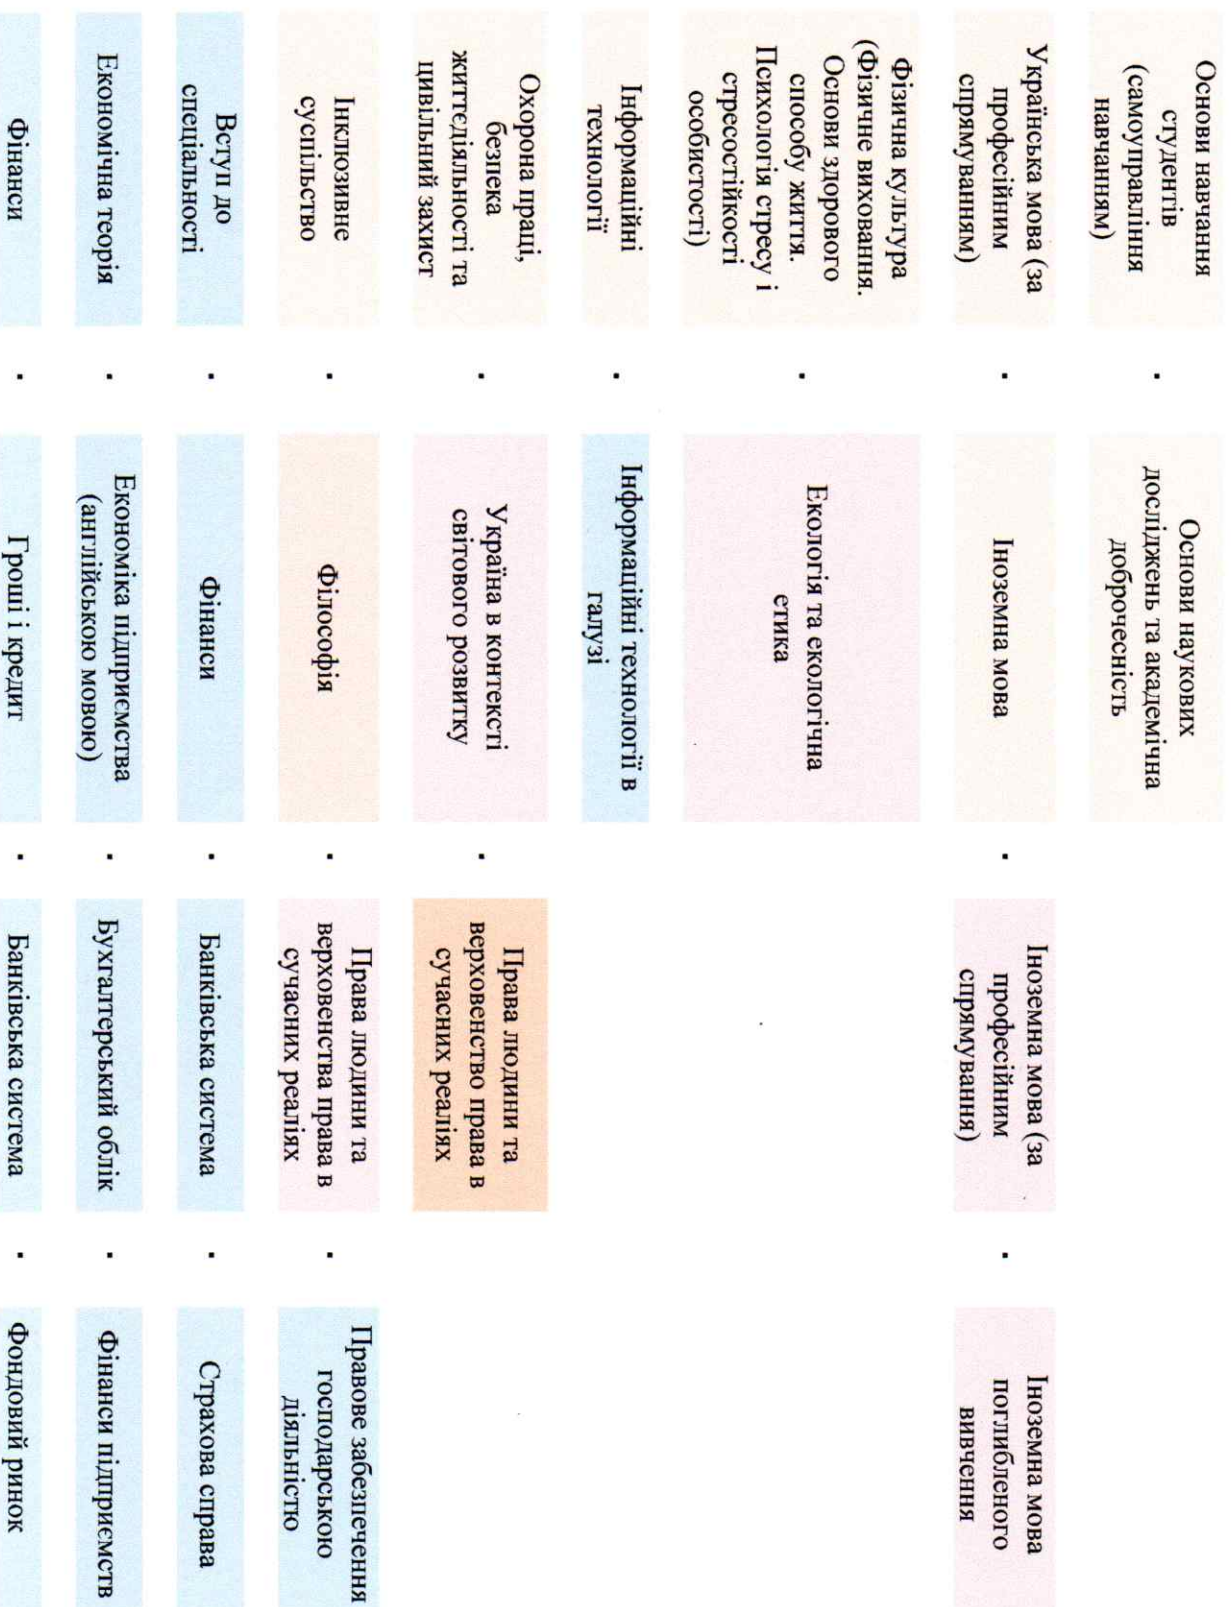 Основи навчання
студентів
(самоуправління
навчанням)
Основи наукових
досліджень та академічна
доброчесність
Українська мова (за
професійним
спрямуванням)
Іноземна мова
Іноземна мова (за
професійним
спрямування)
Іноземна мова
поглибленого
вивчення
Фізична культура
(Фізичне виховання.
Основи здорового
способу життя.
Психологія стресу і
стресостійкості
особистості)
Екологія та екологічна
етика
Інформаційні
технології
Інформаційні технології в
галузі
Охорона праці,
безпека
життєдіяльності та
цивільний захист
Україна в контексті
світового розвитку
Права людини та
верховенство права в
сучасних реаліях
Інклюзивне
суспільство
Філософія
Права людини та
верховенства права в
сучасних реаліях
Правове забезпечення
господарською
діяльністю
Вступ до
спеціальності
Фінанси
Банківська система
Страхова справа
Економічна теорія
Економіка підприємства
(англійською мовою)
Бухгалтерський облік
Фінанси підприємств
Фінанси
Гроші і кредит
Банківська система
Фондовий ринок